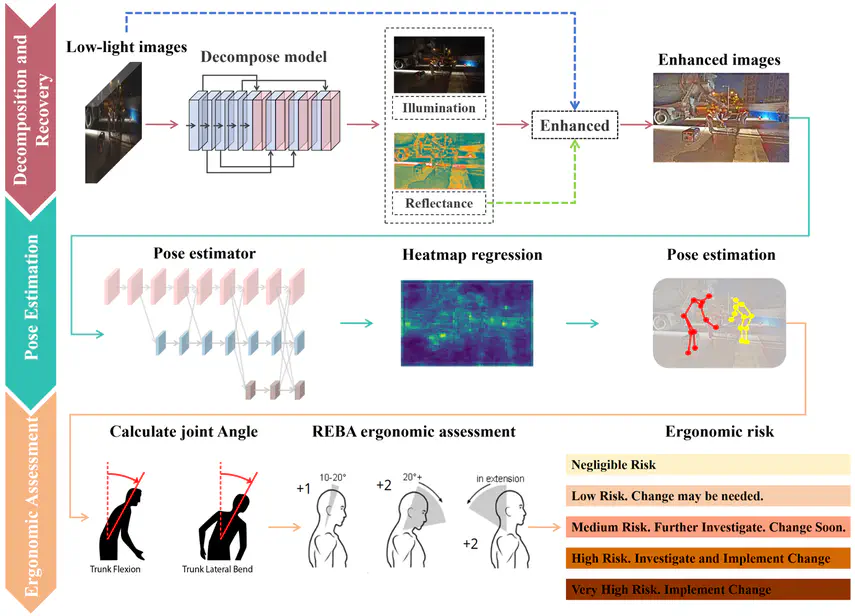 Decomposition and
Recovery
Low-light images
Decompose model
Illumination
Reflectance
Enhanced
Enhanced images
Pose Estimation
Pose estimator
Heatmap regression
Pose estimation
Ergonomic Assessment
Calculate joint Angle
Trunk Flexion
Trunk Lateral Bend
REBA ergonomic assessment
+1
10-20°
+2
20°+
in extension
+2
Ergonomic risk
Negligible Risk
Low Risk. Change may be needed.
Medium Risk. Further Investigate. Change Soon.
High Risk. Investigate and Implement Change
Very High Risk. Implement Change